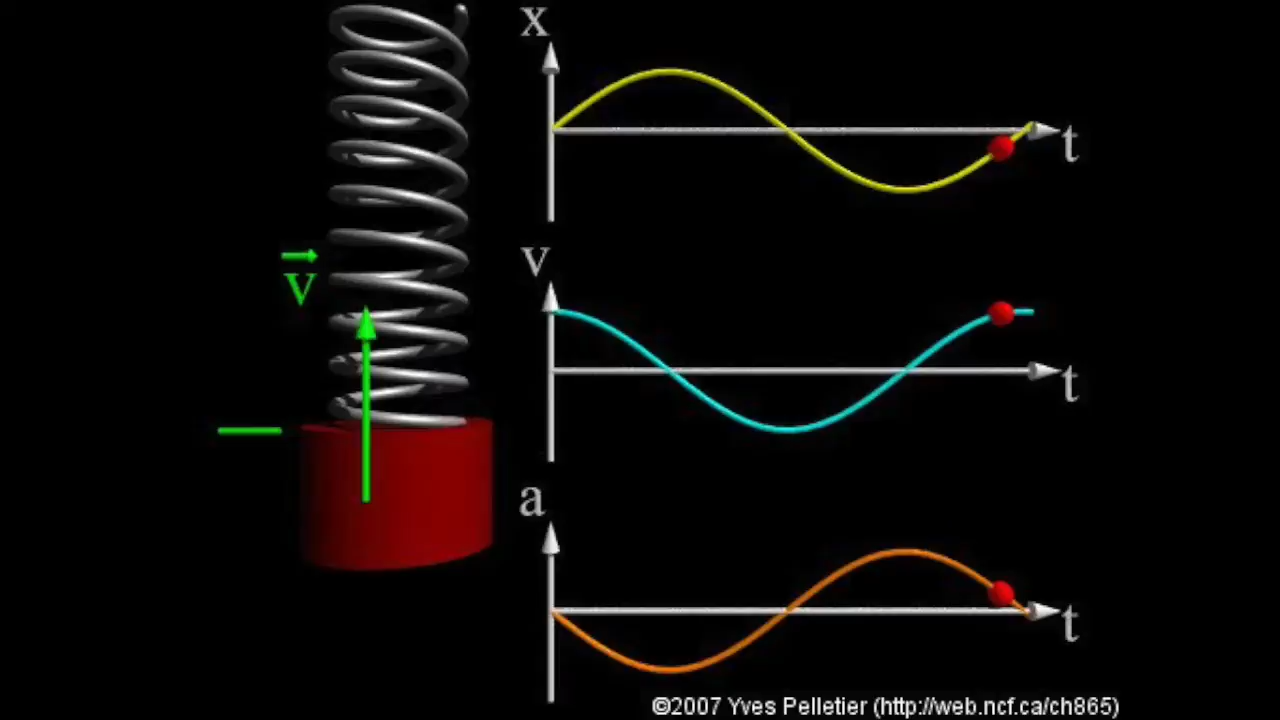 x
t
v
V
t
a
t
©2007 Yves Pelletier (http://web.ncf.ca/ch865)